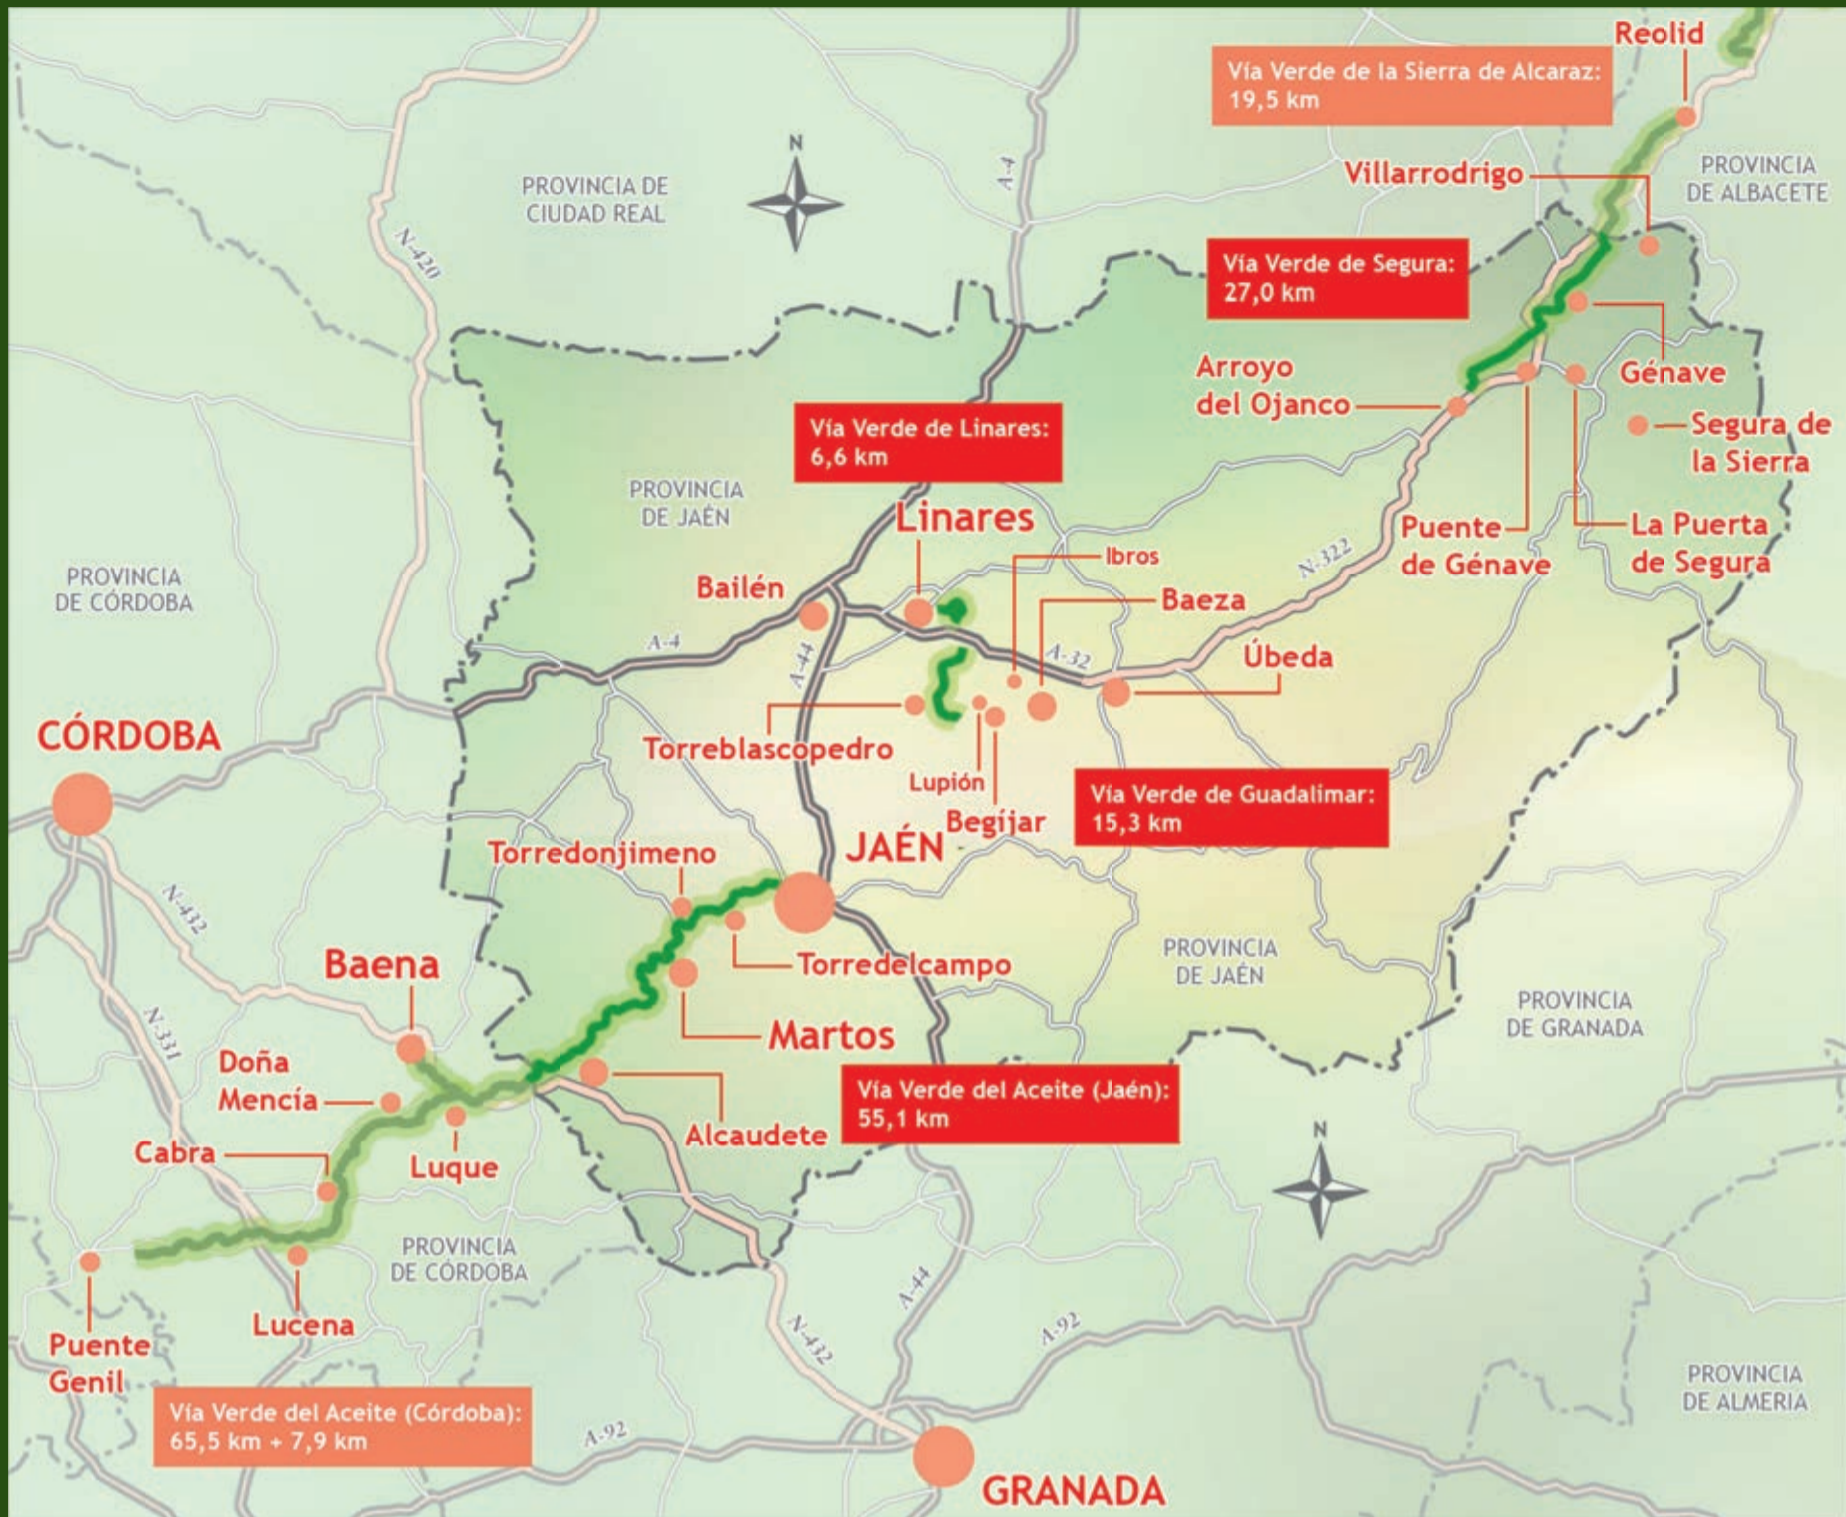 Reolid
Vía Verde de la Sierra de Alcaraz:
19,5 km
N
Villarrodrigo
PROVINCIA
DE ALBACETE
A-4
PROVINCIA DE
CIUDAD REAL
N-420
Vía Verde de Segura:
27,0 km
Arroyo
del Ojanco
Génave
Segura de
la Sierra
Vía Verde de Linares:
6,6 km
PROVINCIA
DE JAÉN
Linares
Puente
de Génave
La Puerta
de Segura
Ibros
N-322
PROVINCIA
DE CÓRDOBA
Bailén
Baeza
A-4
A-44
A-32
Úbeda
CÓRDOBA
Torreblascopedro
Lupión
Vía Verde de Guadalimar:
15,3 km
Begíjar
JAÉN
Torredonjimeno
N-432
Baena
Torredelcampo
PROVINCIA
DE JAÉN
PROVINCIA
DE GRANADA
N-331
Martos
Doña
Mencía
Vía Verde del Aceite (Jaén):
55,1 km
Alcaudete
N
Cabra
Luque
PROVINCIA
DE CÓRDOBA
A-44
Lucena
N-432
A-92
Puente
Genil
PROVINCIA
DE ALMERIA
Vía Verde del Aceite (Córdoba):
65,5 km + 7,9 km
A-92
GRANADA